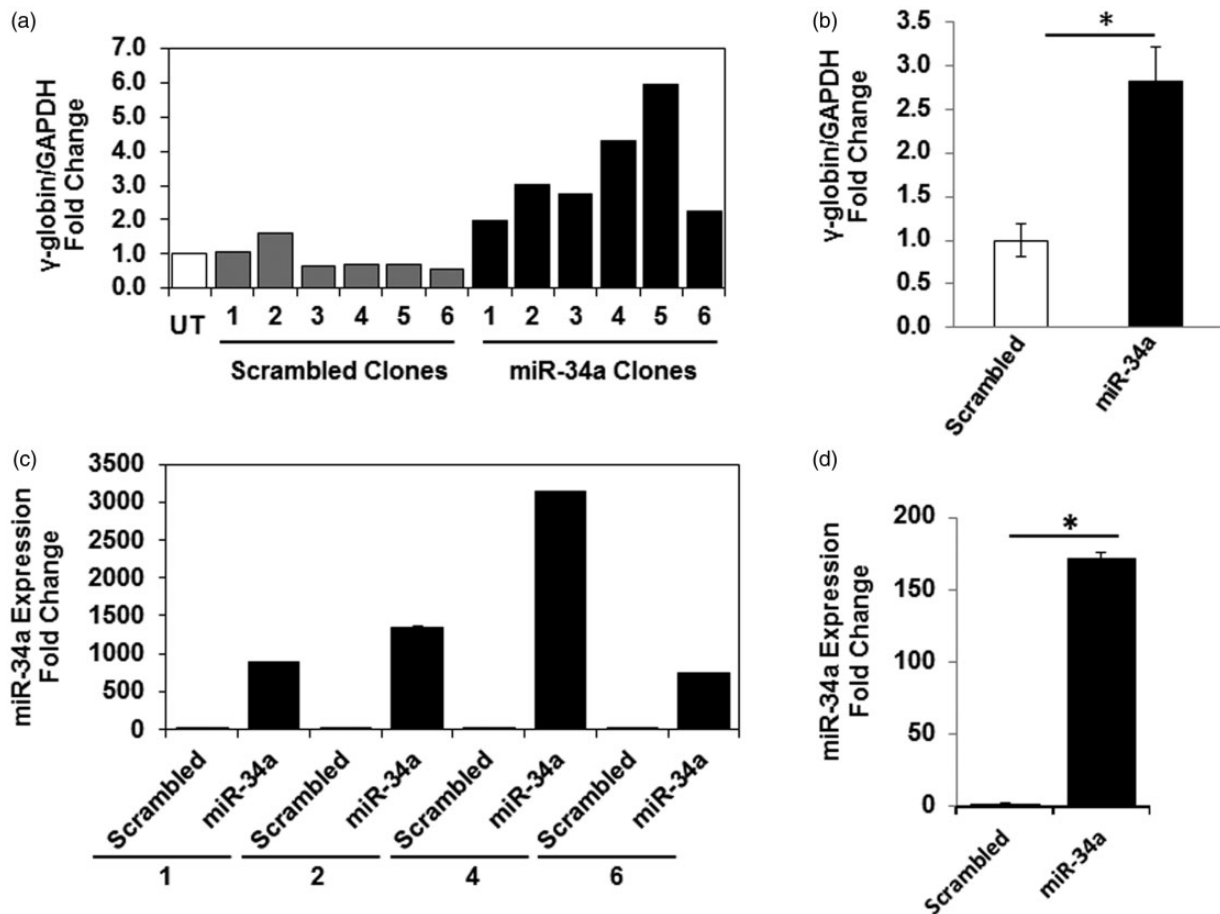 (a)
γ-globin/GAPDH
Fold Change
7.0
6.0
5.0
4.0
3.0
2.0
1.0
0.0
UT 1 2 3 4 5 6 1 2 3 4 5 6
Scrambled Clones miR-34a Clones
(b)
γ-globin/GAPDH
Fold Change
3.5
3.0
2.5
2.0
1.5
1.0
0.5
0.0
*
Scrambled miR-34a
(c)
miR-34a Expression
Fold Change
3500
3000
2500
2000
1500
1000
500
0
Scrambled miR-34a Scrambled miR-34a Scrambled miR-34a Scrambled miR-34a
1 2 4 6
(d)
miR-34a Expression
Fold Change
200
150
100
50
0
*
Scrambled miR-34a